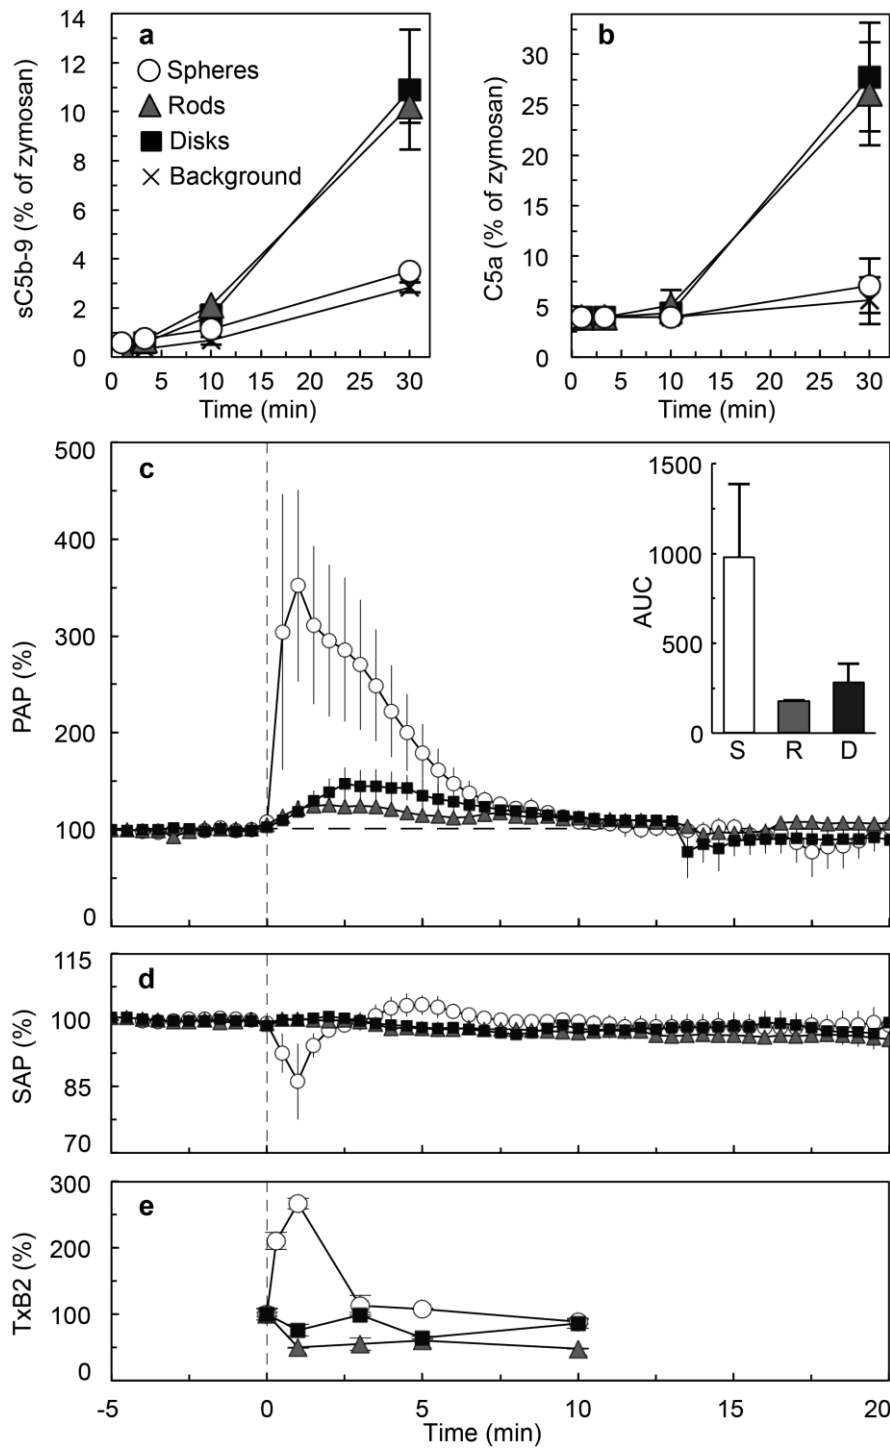 a
14
12
10
8
6
4
2
0
sC5b-9 (% of zymosan)
Spheres
Rods
Disks
Background
0 5 10 15 20 25 30
Time (min)
b
30
25
20
15
10
5
0
C5a (% of zymosan)
0 5 10 15 20 25 30
Time (min)
c
500
400
300
200
100
0
PAP (%)
1500
1000
500
0
AUC
S R D
d
115
100
85
70
SAP (%)
e
300
250
100
50
0
TxB2 (%)
-5 0 5 10 15 20
Time (min)